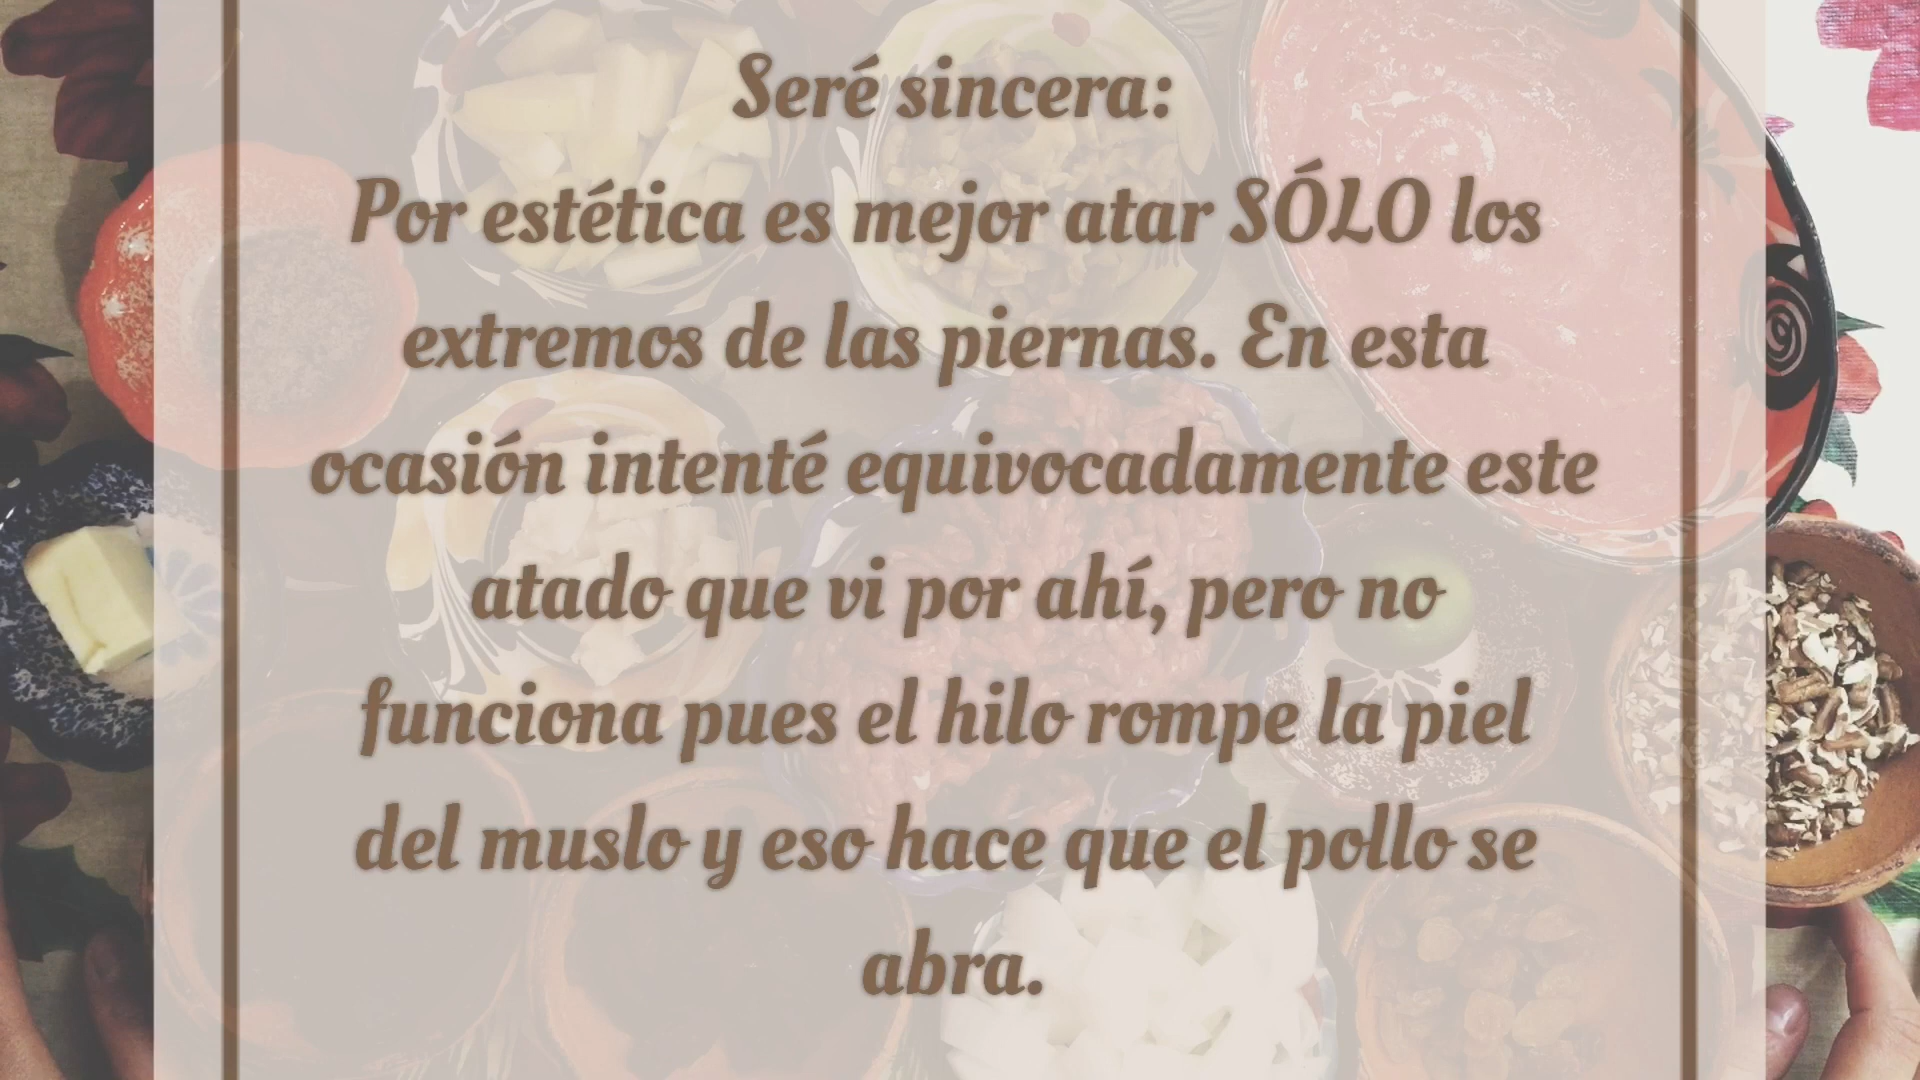 Seré sincera:
Por estética es mejor atar SÓLO los
extremos de las piernas. En esta
ocasión intenté equivocadamente este
atado que vi por ahí, pero no
funciona pues el hilo rompe la piel
del muslo y eso hace que el pollo se
abra.